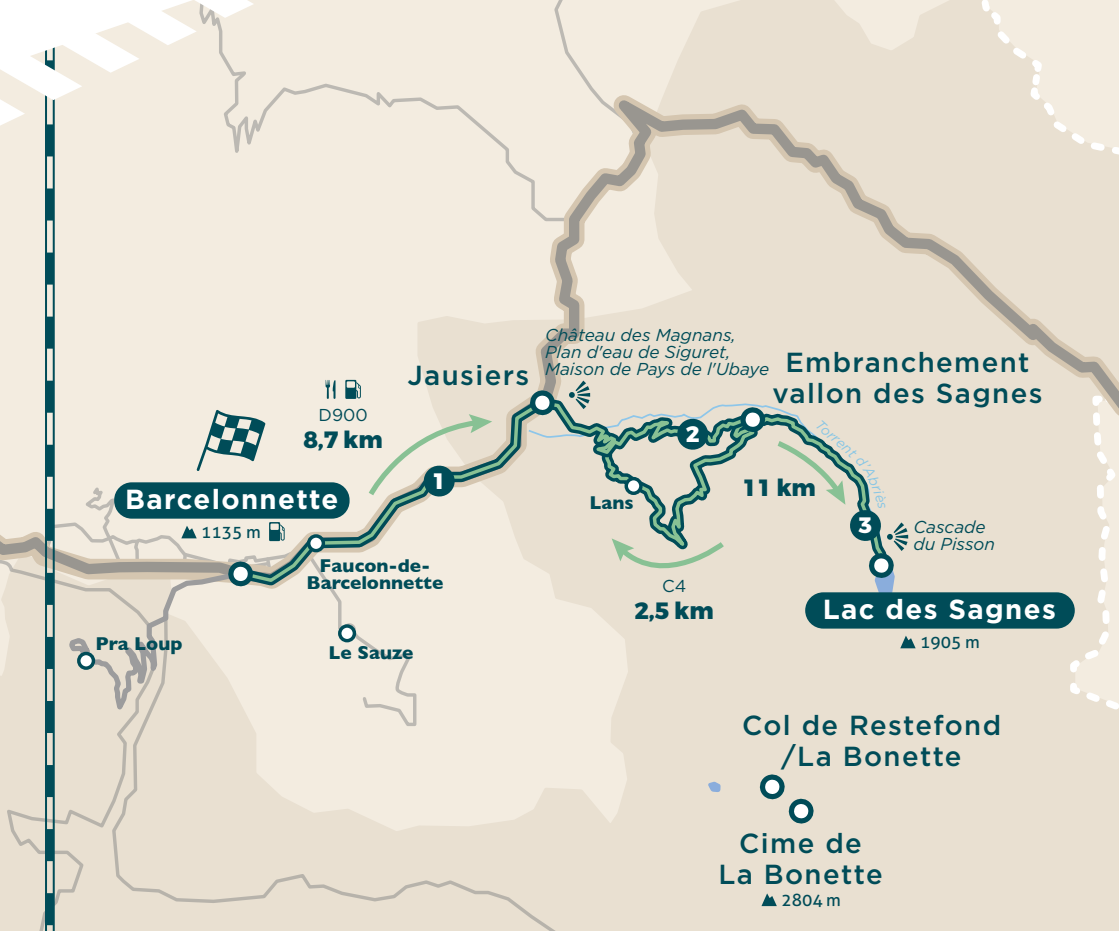 Château des Magnans,
Plan d'eau de Siguret,
Maison de Pays de l'Ubaye
Jausiers
Embranchement
vallon des Sagnes
D900
8,7 km
Torrent d'Abriès
2
1
Barcelonnette
1135 m
Lans
11 km
3
Cascade
du Pisson
Faucon-de-
Barcelonnette
C4
2,5 km
Lac des Sagnes
1905 m
Pra Loup
Le Sauze
Col de Restefond
/La Bonette
Cime de
La Bonette
2804 m